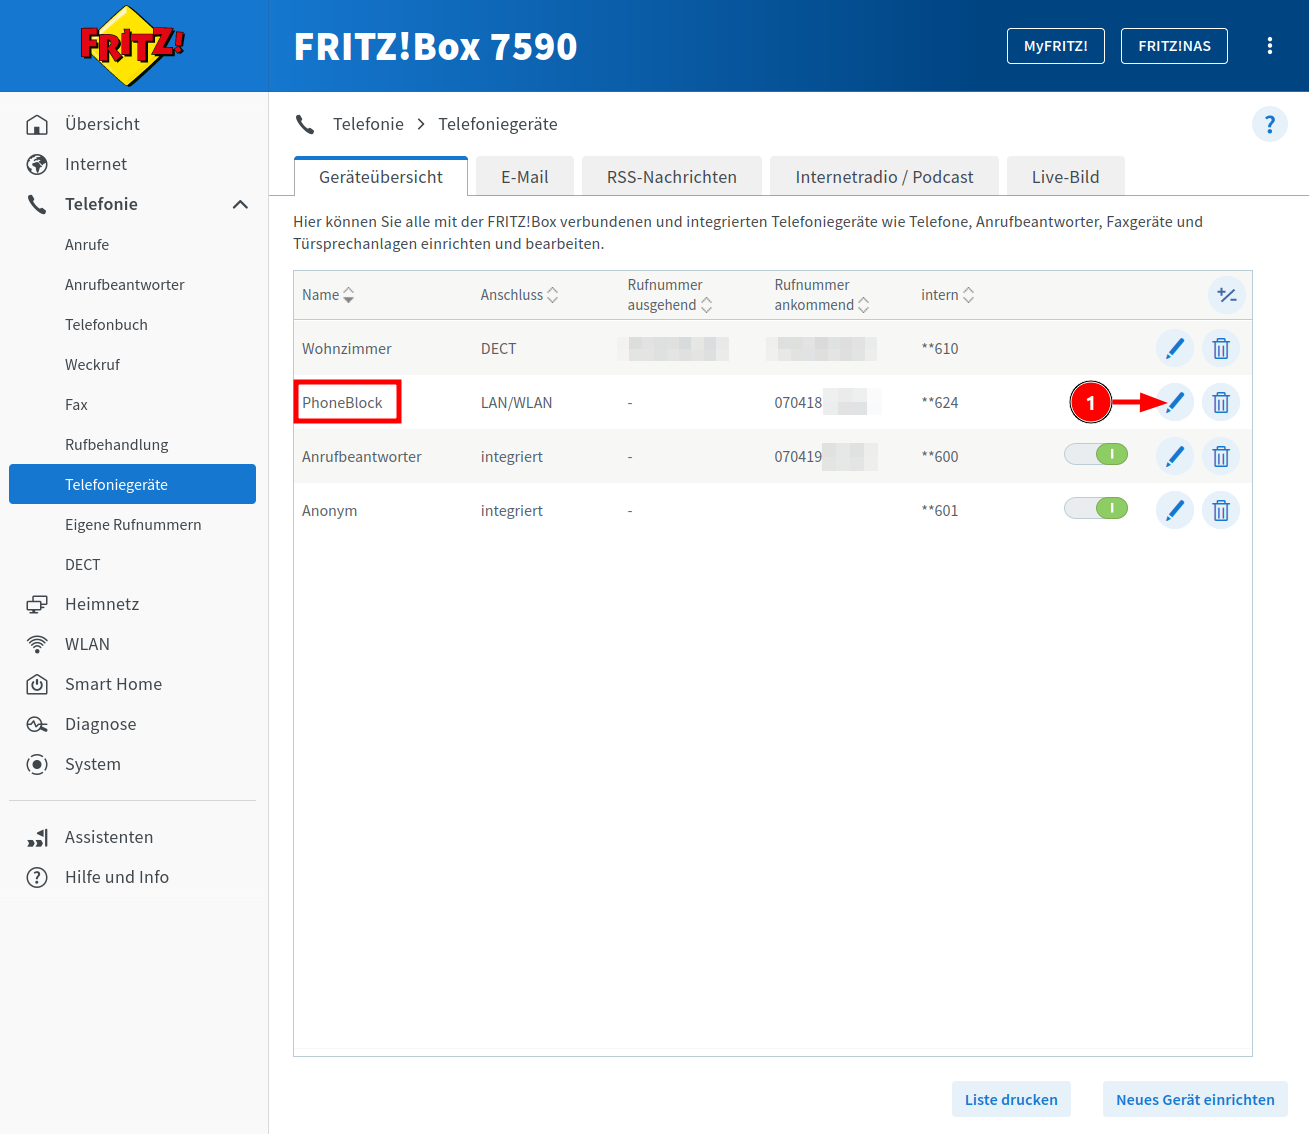 FRITZ!
FRITZ!Box 7590
MyFRITZ!
FRITZ!NAS
Übersicht
Internet
Telefonie
Anrufe
Anrufbeantworter
Telefonbuch
Weckruf
Fax
Rufbehandlung
Telefoniegeräte
Eigene Rufnummern
DECT
Heimnetz
WLAN
Smart Home
Diagnose
System
Assistenten
Hilfe und Info
Telefonie > Telefoniegeräte
?
Geräteübersicht
E-Mail
RSS-Nachrichten
Internetradio / Podcast
Live-Bild
Hier können Sie alle mit der FRITZ!Box verbundenen und integrierten Telefoniegeräte wie Telefone, Anrufbeantworter, Faxgeräte und
Türsprechanlagen einrichten und bearbeiten.
Name
Anschluss
Rufnummer
ausgehend
Rufnummer
ankommend
intern
+/-
Wohnzimmer DECT **610
PhoneBlock LAN/WLAN - 070418 **624 1
Anrufbeantworter integriert - 070419 **600 I
Anonym integriert - **601 I
Liste drucken
Neues Gerät einrichten